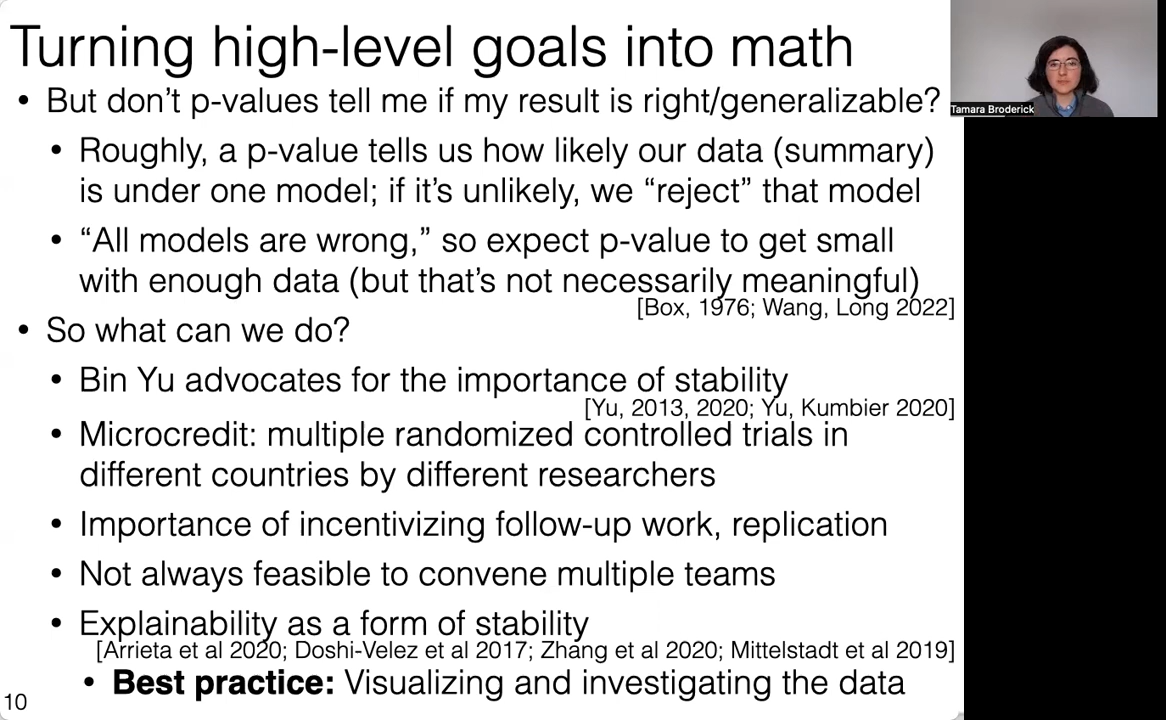 Turning high-level goals into math
Tamara Broderick
• But don’t p-values tell me if my result is right/generalizable?
• Roughly, a p-value tells us how likely our data (summary)
is under one model; if it’s unlikely, we “reject” that model
• “All models are wrong,” so expect p-value to get small
with enough data (but that’s not necessarily meaningful)
[Box, 1976; Wang, Long 2022]
• So what can we do?
• Bin Yu advocates for the importance of stability
[Yu, 2013, 2020; Yu, Kumbier 2020]
• Microcredit: multiple randomized controlled trials in
different countries by different researchers
• Importance of incentivizing follow-up work, replication
• Not always feasible to convene multiple teams
• Explainability as a form of stability
[Arrieta et al 2020; Doshi-Velez et al 2017; Zhang et al 2020; Mittelstadt et al 2019]
• Best practice: Visualizing and investigating the data
10